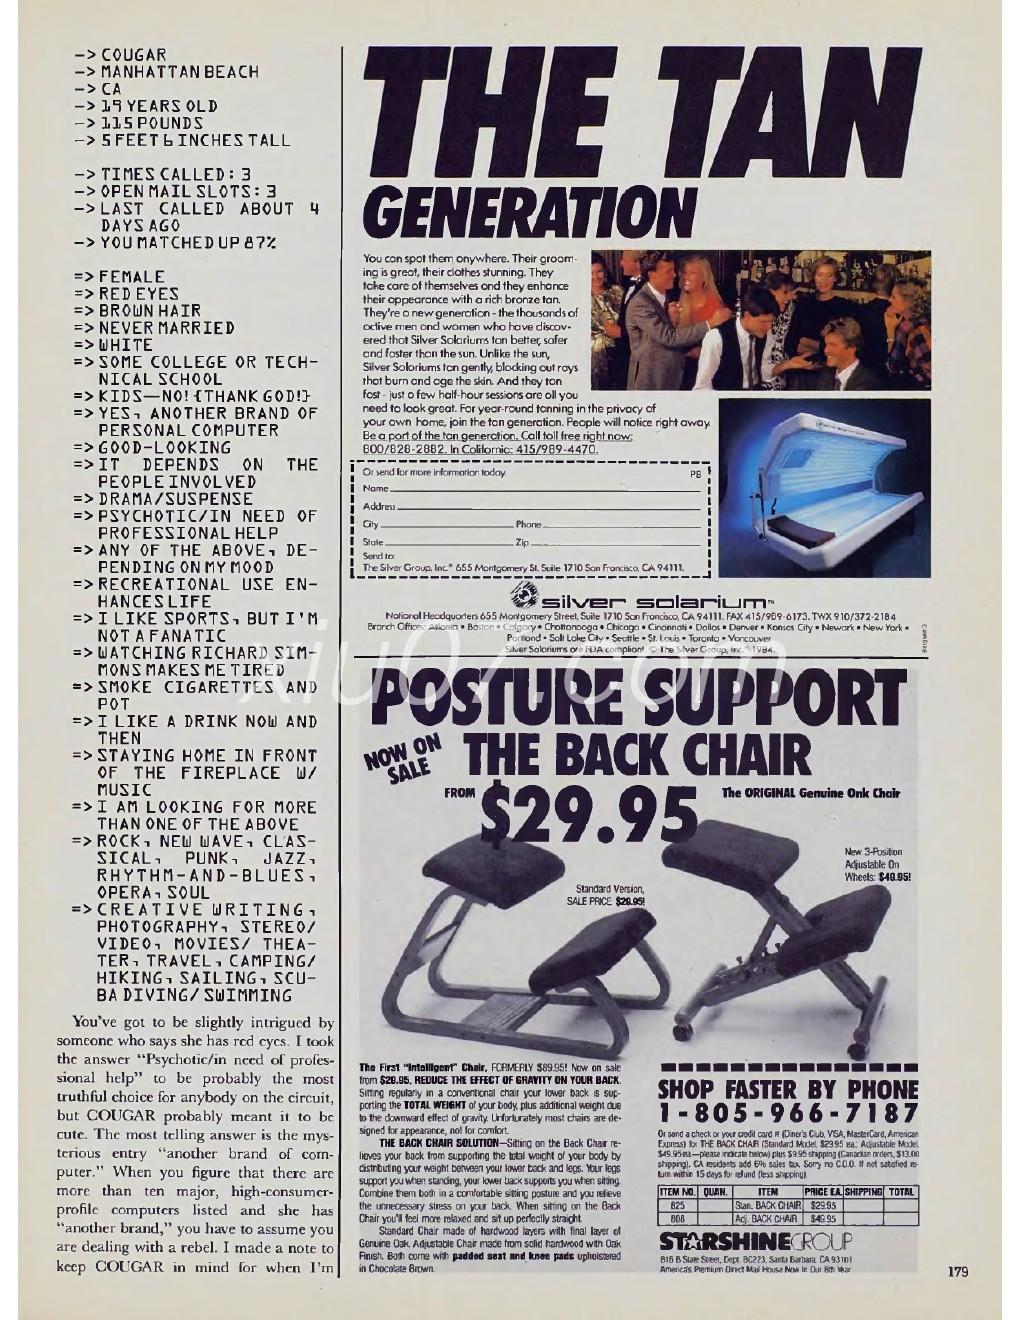 -> COUGAR
-> MANHATTAN BEACH
-> CA
-> 19 YEARS OLD
-> 115 POUNDS
-> 5 FEET 6 INCHES TALL
-> TIMES CALLED: 3
-> OPEN MAIL SLOTS: 3
-> LAST CALLED ABOUT 4
DAYS AGO
-> YOU MATCHED UP 87%
=> FEMALE
=> RED EYES
=> BROWN HAIR
=> NEVER MARRIED
=> WHITE
=> SOME COLLEGE OR TECH-
NICAL SCHOOL
=> KIDS—NO! {THANK GOD!}
=> YES, ANOTHER BRAND OF
PERSONAL COMPUTER
=> GOOD-LOOKING
=> IT DEPENDS ON THE
PEOPLE INVOLVED
=> DRAMA/SUSPENSE
=> PSYCHOTIC/IN NEED OF
PROFESSIONAL HELP
=> ANY OF THE ABOVE, DE-
PENDING ON MY MOOD
=> RECREATIONAL USE EN-
HANCES LIFE
=> I LIKE SPORTS, BUT I'M
NOT A FANATIC
=> WATCHING RICHARD SIM-
MONS MAKES ME TIRED
=> SMOKE CIGARETTES AND
POT
=> I LIKE A DRINK NOW AND
THEN
=> STAYING HOME IN FRONT
OF THE FIREPLACE W/
MUSIC
=> I AM LOOKING FOR MORE
THAN ONE OF THE ABOVE
=> ROCK, NEW WAVE, CLAS-
SICAL, PUNK, JAZZ,
RHYTHM-AND-BLUES,
OPERA, SOUL
=> CREATIVE WRITING,
PHOTOGRAPHY, STEREO/
VIDEO, MOVIES/ THEA-
TER, TRAVEL, CAMPING/
HIKING, SAILING, SCU-
BA DIVING/ SWIMMING
You've got to be slightly intrigued by
someone who says she has red eyes. I took
the answer "Psychotic/in need of profes-
sional help" to be probably the most
truthful choice for anybody on the circuit,
but COUGAR probably meant it to be
cute. The most telling answer is the mys-
terious entry "another brand of com-
puter." When you figure that there are
more than ten major, high-consumer-
profile computers listed and she has
"another brand," you have to assume you
are dealing with a rebel. I made a note to
keep COUGAR in mind for when I'm
THE TAN
GENERATION
You can spot them anywhere. Their groom-
ing is great, their clothes stunning. They
take care of themselves and they enhance
their appearance with a rich bronze tan.
They're a new generation - the thousands of
active men and women who have discov-
ered that Silver Solariums tan better, safer
and faster than the sun. Unlike the sun,
Silver Solariums tan gently, blocking out rays
that burn and age the skin. And they tan
fast - just a few half-hour sessions are all you
need to look great. For year-round tanning in the privacy of
your own home, join the tan generation. People will notice right away.
Be a part of the tan generation. Call toll free right now:
800/828-2882. In California: 415/989-4470.
Or send for more information today. PB
Name
Address
City Phone
State Zip
Send to:
The Silver Group, Inc.® 655 Montgomery St. Suite 1710 San Francisco, CA 94111.
silver solarium™
National Headquarters 655 Montgomery Street, Suite 1710 San Francisco, CA 94111. FAX 415/989-6173. TWX 910/372-2184
Branch Offices: Atlanta • Boston • Calgary • Chattanooga • Chicago • Cincinnati • Dallas • Denver • Kansas City • Newark • New York •
Portland • Salt Lake City • Seattle • St. Louis • Toronto • Vancouver
Silver Solariums are FDA compliant. © The Silver Group, Inc.® 1984.
xiu07.com
POSTURE SUPPORT
NOW ON
SALE
THE BACK CHAIR
FROM $29.95
The ORIGINAL Genuine Oak Chair
New 3-Position
Adjustable On
Wheels: $49.95!
Standard Version,
SALE PRICE $29.95!
The First "Intelligent" Chair, FORMERLY $89.95! Now on sale
from $29.95, REDUCE THE EFFECT OF GRAVITY ON YOUR BACK.
Sitting regularly in a conventional chair your lower back is sup-
porting the TOTAL WEIGHT of your body, plus additional weight due
to the downward effect of gravity. Unfortunately most chairs are de-
signed for appearance, not for comfort.
THE BACK CHAIR SOLUTION—Sitting on the Back Chair re-
lieves your back from supporting the total weight of your body by
distributing your weight between your lower back and legs. Your legs
support you when standing, your lower back supports you when sitting.
Combine them both in a comfortable sitting posture and you relieve
the unnecessary stress on your back. When sitting on the Back
Chair you'll feel more relaxed and sit up perfectly straight.
Standard Chair made of hardwood layers with final layer of
Genuine Oak. Adjustable Chair made from solid hardwood with Oak
Finish. Both come with padded seat and knee pads upholstered
in Chocolate Brown.
SHOP FASTER BY PHONE
1-805-966-7187
Or send a check or your credit card # (Diner's Club, VISA, MasterCard, American
Express) for THE BACK CHAIR (Standard Model, $29.95 ea.; Adjustable Model,
$49.95 ea.—please indicate below) plus $9.95 shipping ea. (Canadian orders, $13.00
shipping). CA residents add 6% sales tax. Sorry no C.O.D. If not satisfied re-
turn within 15 days for refund (less shipping).
ITEM NO. QUAN. ITEM PRICE EA. SHIPPING TOTAL
825 Stan. BACK CHAIR $29.95
808 Adj. BACK CHAIR $49.95
STARSHINE GROUP
816 B State Street, Dept. BC223, Santa Barbara, CA 93101
America's Premium Direct Mail House Now In Our 8th Year
179